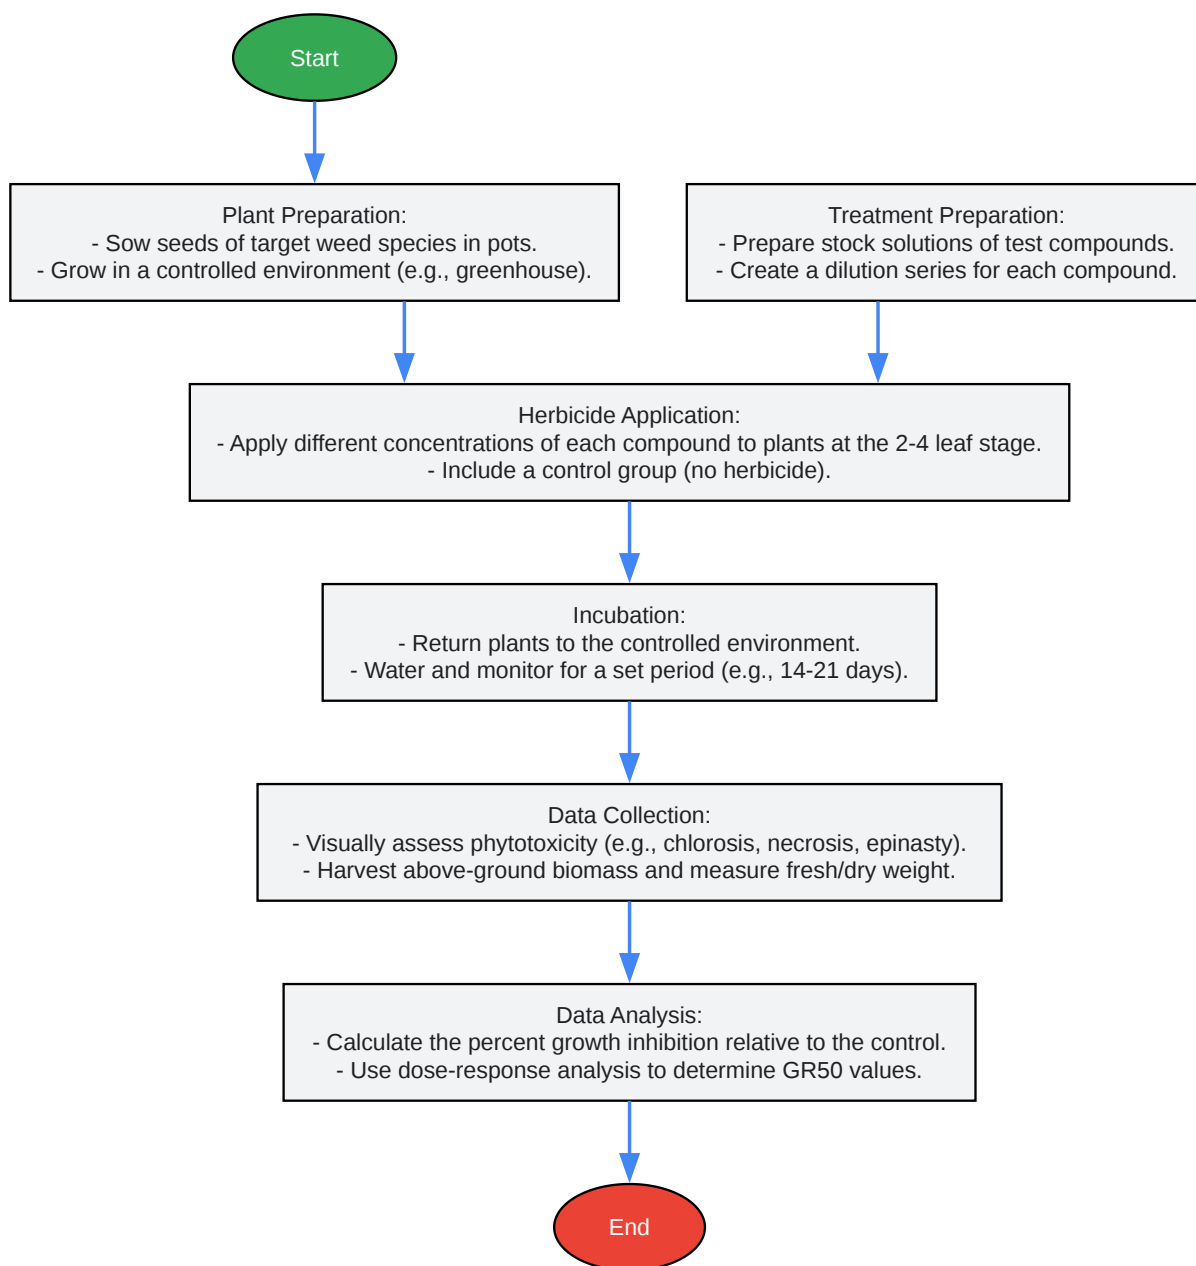 Start
Plant Preparation:
- Sow seeds of target weed species in pots.
- Grow in a controlled environment (e.g., greenhouse).
Treatment Preparation:
- Prepare stock solutions of test compounds.
- Create a dilution series for each compound.
Herbicide Application:
- Apply different concentrations of each compound to plants at the 2-4 leaf stage.
- Include a control group (no herbicide).
Incubation:
- Return plants to the controlled environment.
- Water and monitor for a set period (e.g., 14-21 days).
Data Collection:
- Visually assess phytotoxicity (e.g., chlorosis, necrosis, epinasty).
- Harvest above-ground biomass and measure fresh/dry weight.
Data Analysis:
- Calculate the percent growth inhibition relative to the control.
- Use dose-response analysis to determine GR50 values.
End